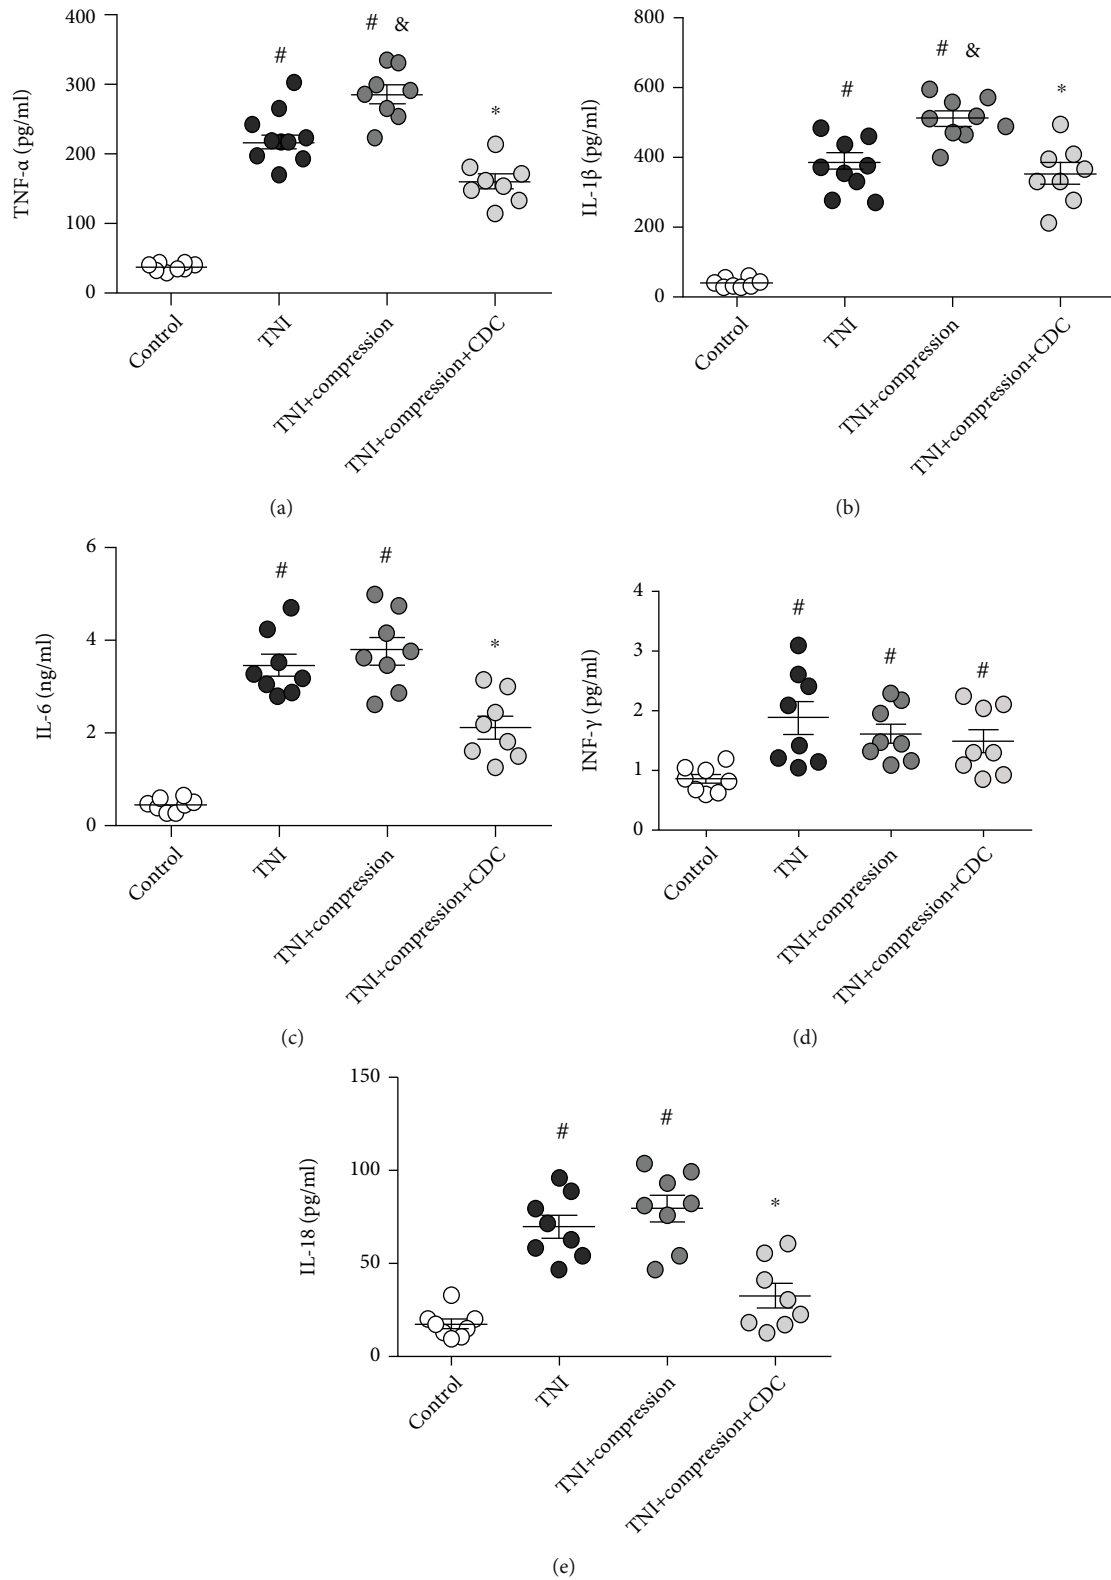 TNF-α (pg/ml)
400
300
200
100
0
#
# &
*
Control
TNI
TNI+compression
TNI+compression+CDC
(a)
IL-1β (pg/ml)
800
600
400
200
0
#
# &
*
Control
TNI
TNI+compression
TNI+compression+CDC
(b)
IL-6 (ng/ml)
6
4
2
0
#
#
*
Control
TNI
TNI+compression
TNI+compression+CDC
(c)
INF-γ (pg/ml)
4
3
2
1
0
#
#
#
Control
TNI
TNI+compression
TNI+compression+CDC
(d)
IL-18 (pg/ml)
150
100
50
0
#
#
*
Control
TNI
TNI+compression
TNI+compression+CDC
(e)